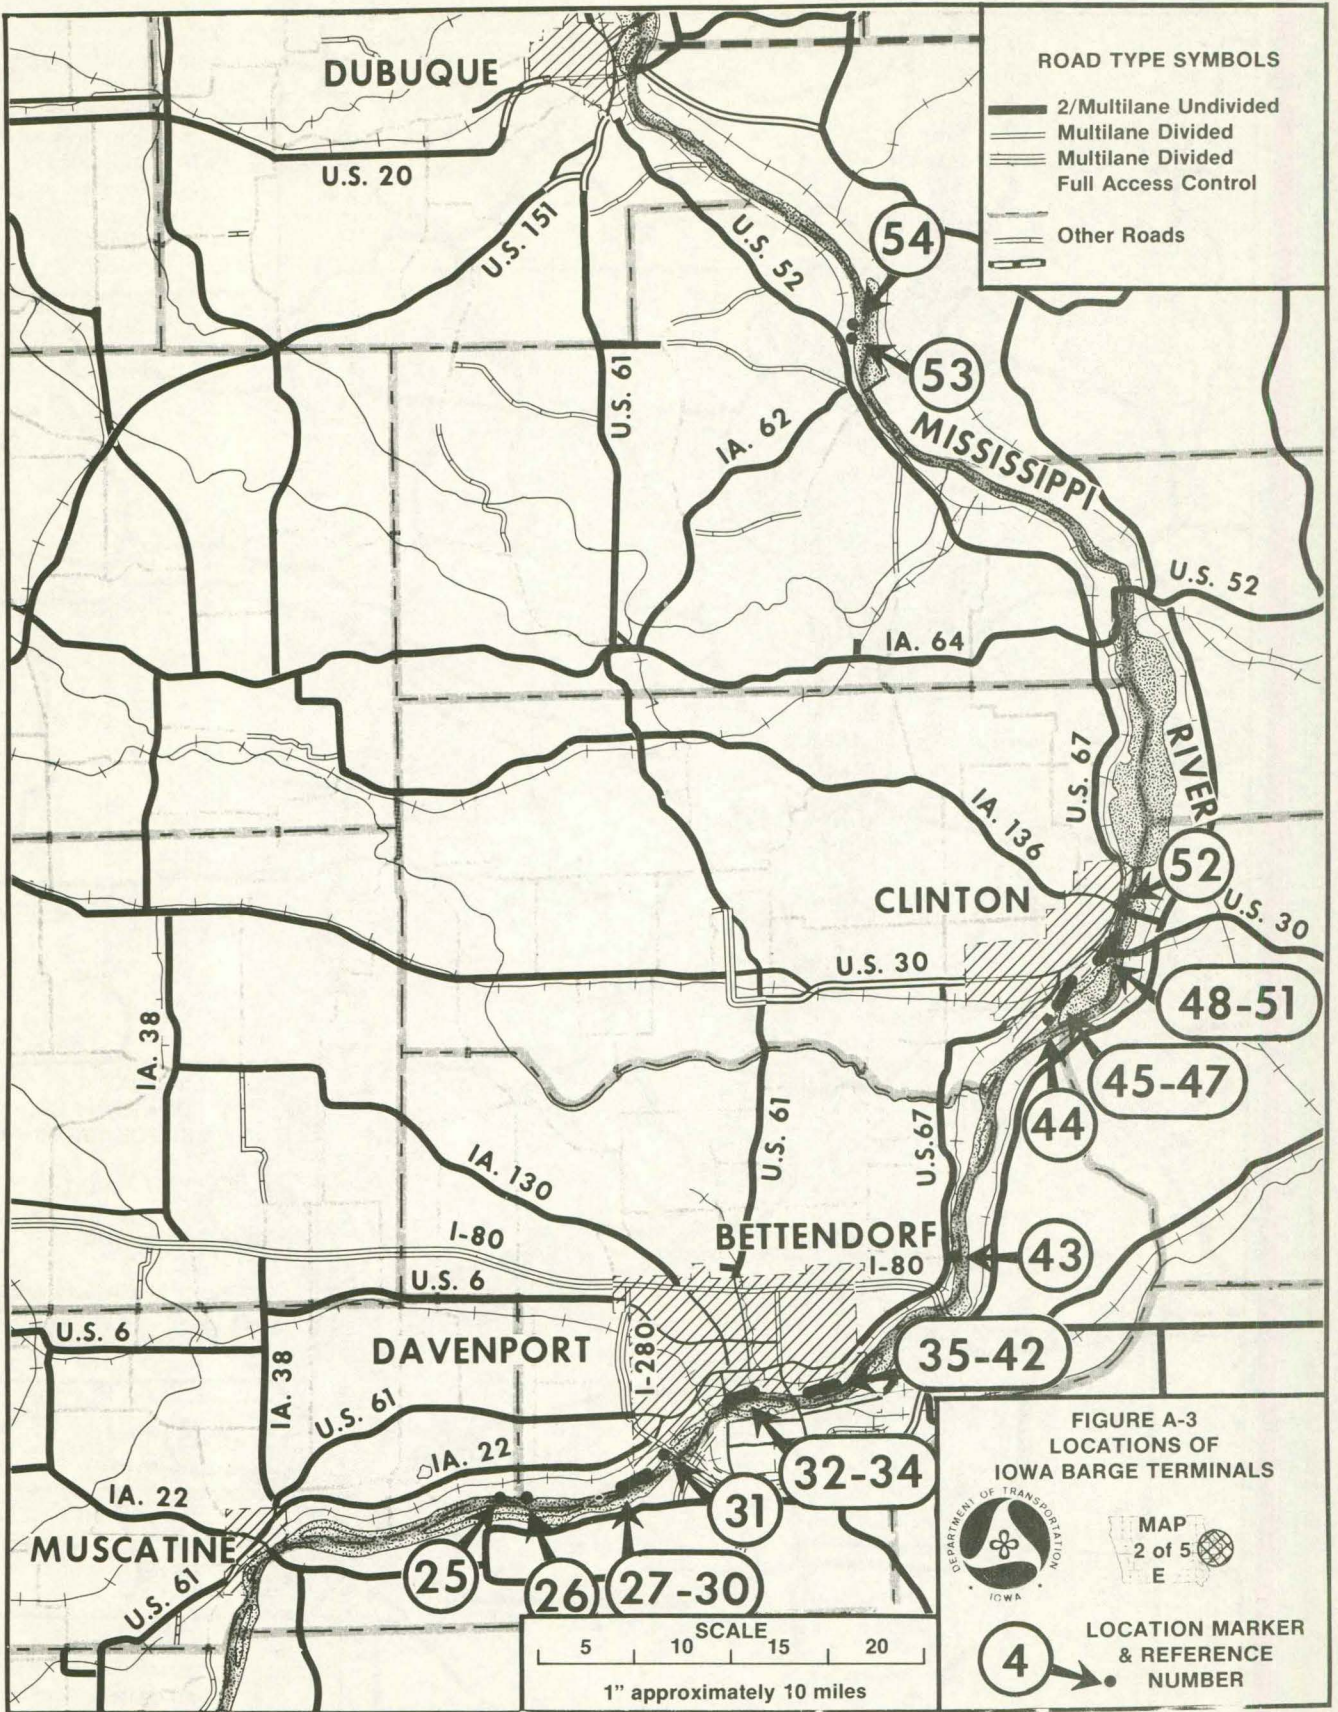 DUBUQUE
ROAD TYPE SYMBOLS
2/Multilane Undivided
Multilane Divided
Multilane Divided
Full Access Control
Other Roads
U.S. 20
U.S. 151
U.S. 52
54
53
U.S. 61
IA. 62
MISSISSIPPI
U.S. 52
IA. 64
RIVER
U.S. 67
IA. 136
52
CLINTON
U.S. 30
U.S. 30
48-51
IA. 38
45-47
44
U.S. 61
U.S.67
IA. 130
I-80
BETTENDORF
I-80
43
U.S. 6
U.S. 6
DAVENPORT
I-280
35-42
IA. 38
U.S. 61
IA. 22
32-34
31
IA. 22
MUSCATINE
25
26
27-30
U.S. 61
SCALE
5 10 15 20
1" approximately 10 miles
FIGURE A-3
LOCATIONS OF
IOWA BARGE TERMINALS
DEPARTMENT OF TRANSPORTATION
IOWA
MAP
2 of 5
E
4
LOCATION MARKER
& REFERENCE
NUMBER